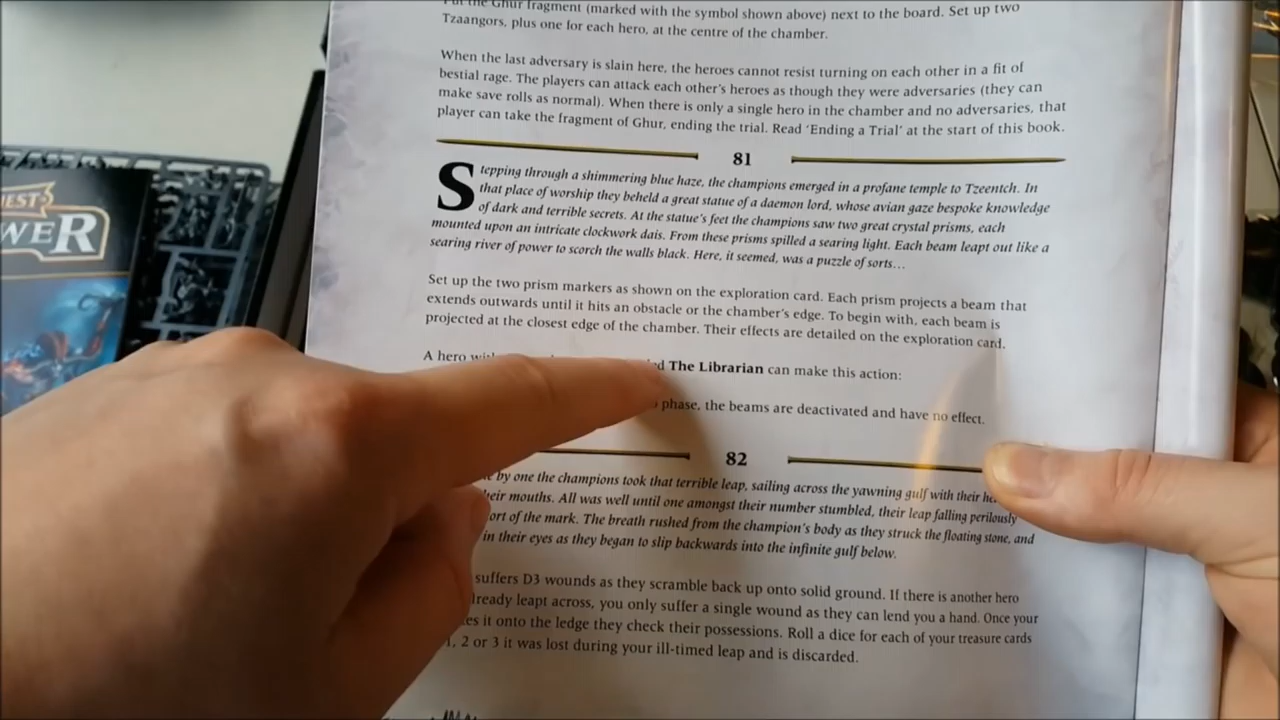 Put the Ghur fragment (marked with the symbol shown above) next to the board. Set up two
Tzaangors, plus one for each hero, at the centre of the chamber.
When the last adversary is slain here, the heroes cannot resist turning on each other in a fit of
bestial rage. The players can attack each other's heroes as though they were adversaries (they can
make save rolls as normal). When there is only a single hero in the chamber and no adversaries, that
player can take the fragment of Ghur, ending the trial. Read 'Ending a Trial' at the start of this book.
81
Stepping through a shimmering blue haze, the champions emerged in a profane temple to Tzeentch. In
that place of worship they beheld a great statue of a daemon lord, whose avian gaze bespoke knowledge
of dark and terrible secrets. At the statue's feet the champions saw two great crystal prisms, each
mounted upon an intricate clockwork dais. From these prisms spilled a searing light. Each beam leapt out like a
searing river of power to scorch the walls black. Here, it seemed, was a puzzle of sorts...
Set up the two prism markers as shown on the exploration card. Each prism projects a beam that
extends outwards until it hits an obstacle or the chamber's edge. To begin with, each beam is
projected at the closest edge of the chamber. Their effects are detailed on the exploration card.
A hero The Librarian can make this action:
phase, the beams are deactivated and have no effect.
82
by one the champions took that terrible leap, sailing across the yawning gulf with their
their mouths. All was well until one amongst their number stumbled, their leap falling perilously
of the mark. The breath rushed from the champion's body as they struck the floating stone, and
in their eyes as they began to slip backwards into the infinite gulf below.
suffers D3 wounds as they scramble back up onto solid ground. If there is another hero
already leapt across, you only suffer a single wound as they can lend you a hand. Once your
it onto the ledge they check their possessions. Roll a dice for each of your treasure cards
1, 2 or 3 it was lost during your ill-timed leap and is discarded.